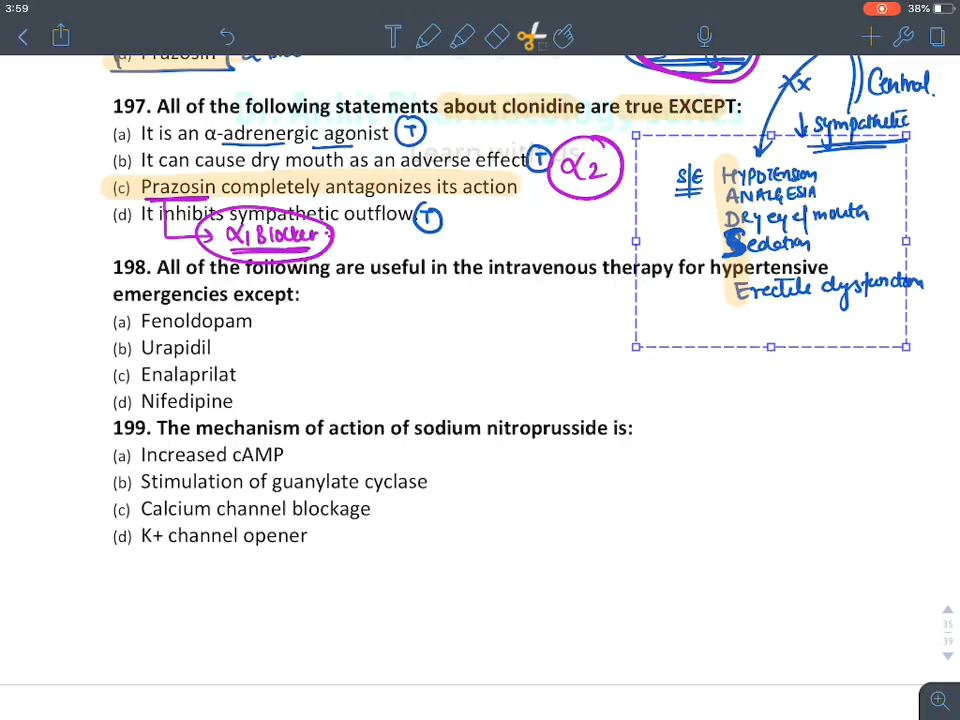 3:59
38%
(d) Prazosin
Central.
197. All of the following statements about clonidine are true EXCEPT:
↓ sympathetic
(a) It is an α-adrenergic agonist T
(b) It can cause dry mouth as an adverse effect T
α2
(c) Prazosin completely antagonizes its action
(d) It inhibits sympathetic outflow. T
α1 Blocker
S/E HYPOTENSION
ANALGESIA
DRy eye/mouth
Sedation
Erectile dysfunction
198. All of the following are useful in the intravenous therapy for hypertensive
emergencies except:
(a) Fenoldopam
(b) Urapidil
(c) Enalaprilat
(d) Nifedipine
199. The mechanism of action of sodium nitroprusside is:
(a) Increased cAMP
(b) Stimulation of guanylate cyclase
(c) Calcium channel blockage
(d) K+ channel opener
35
39